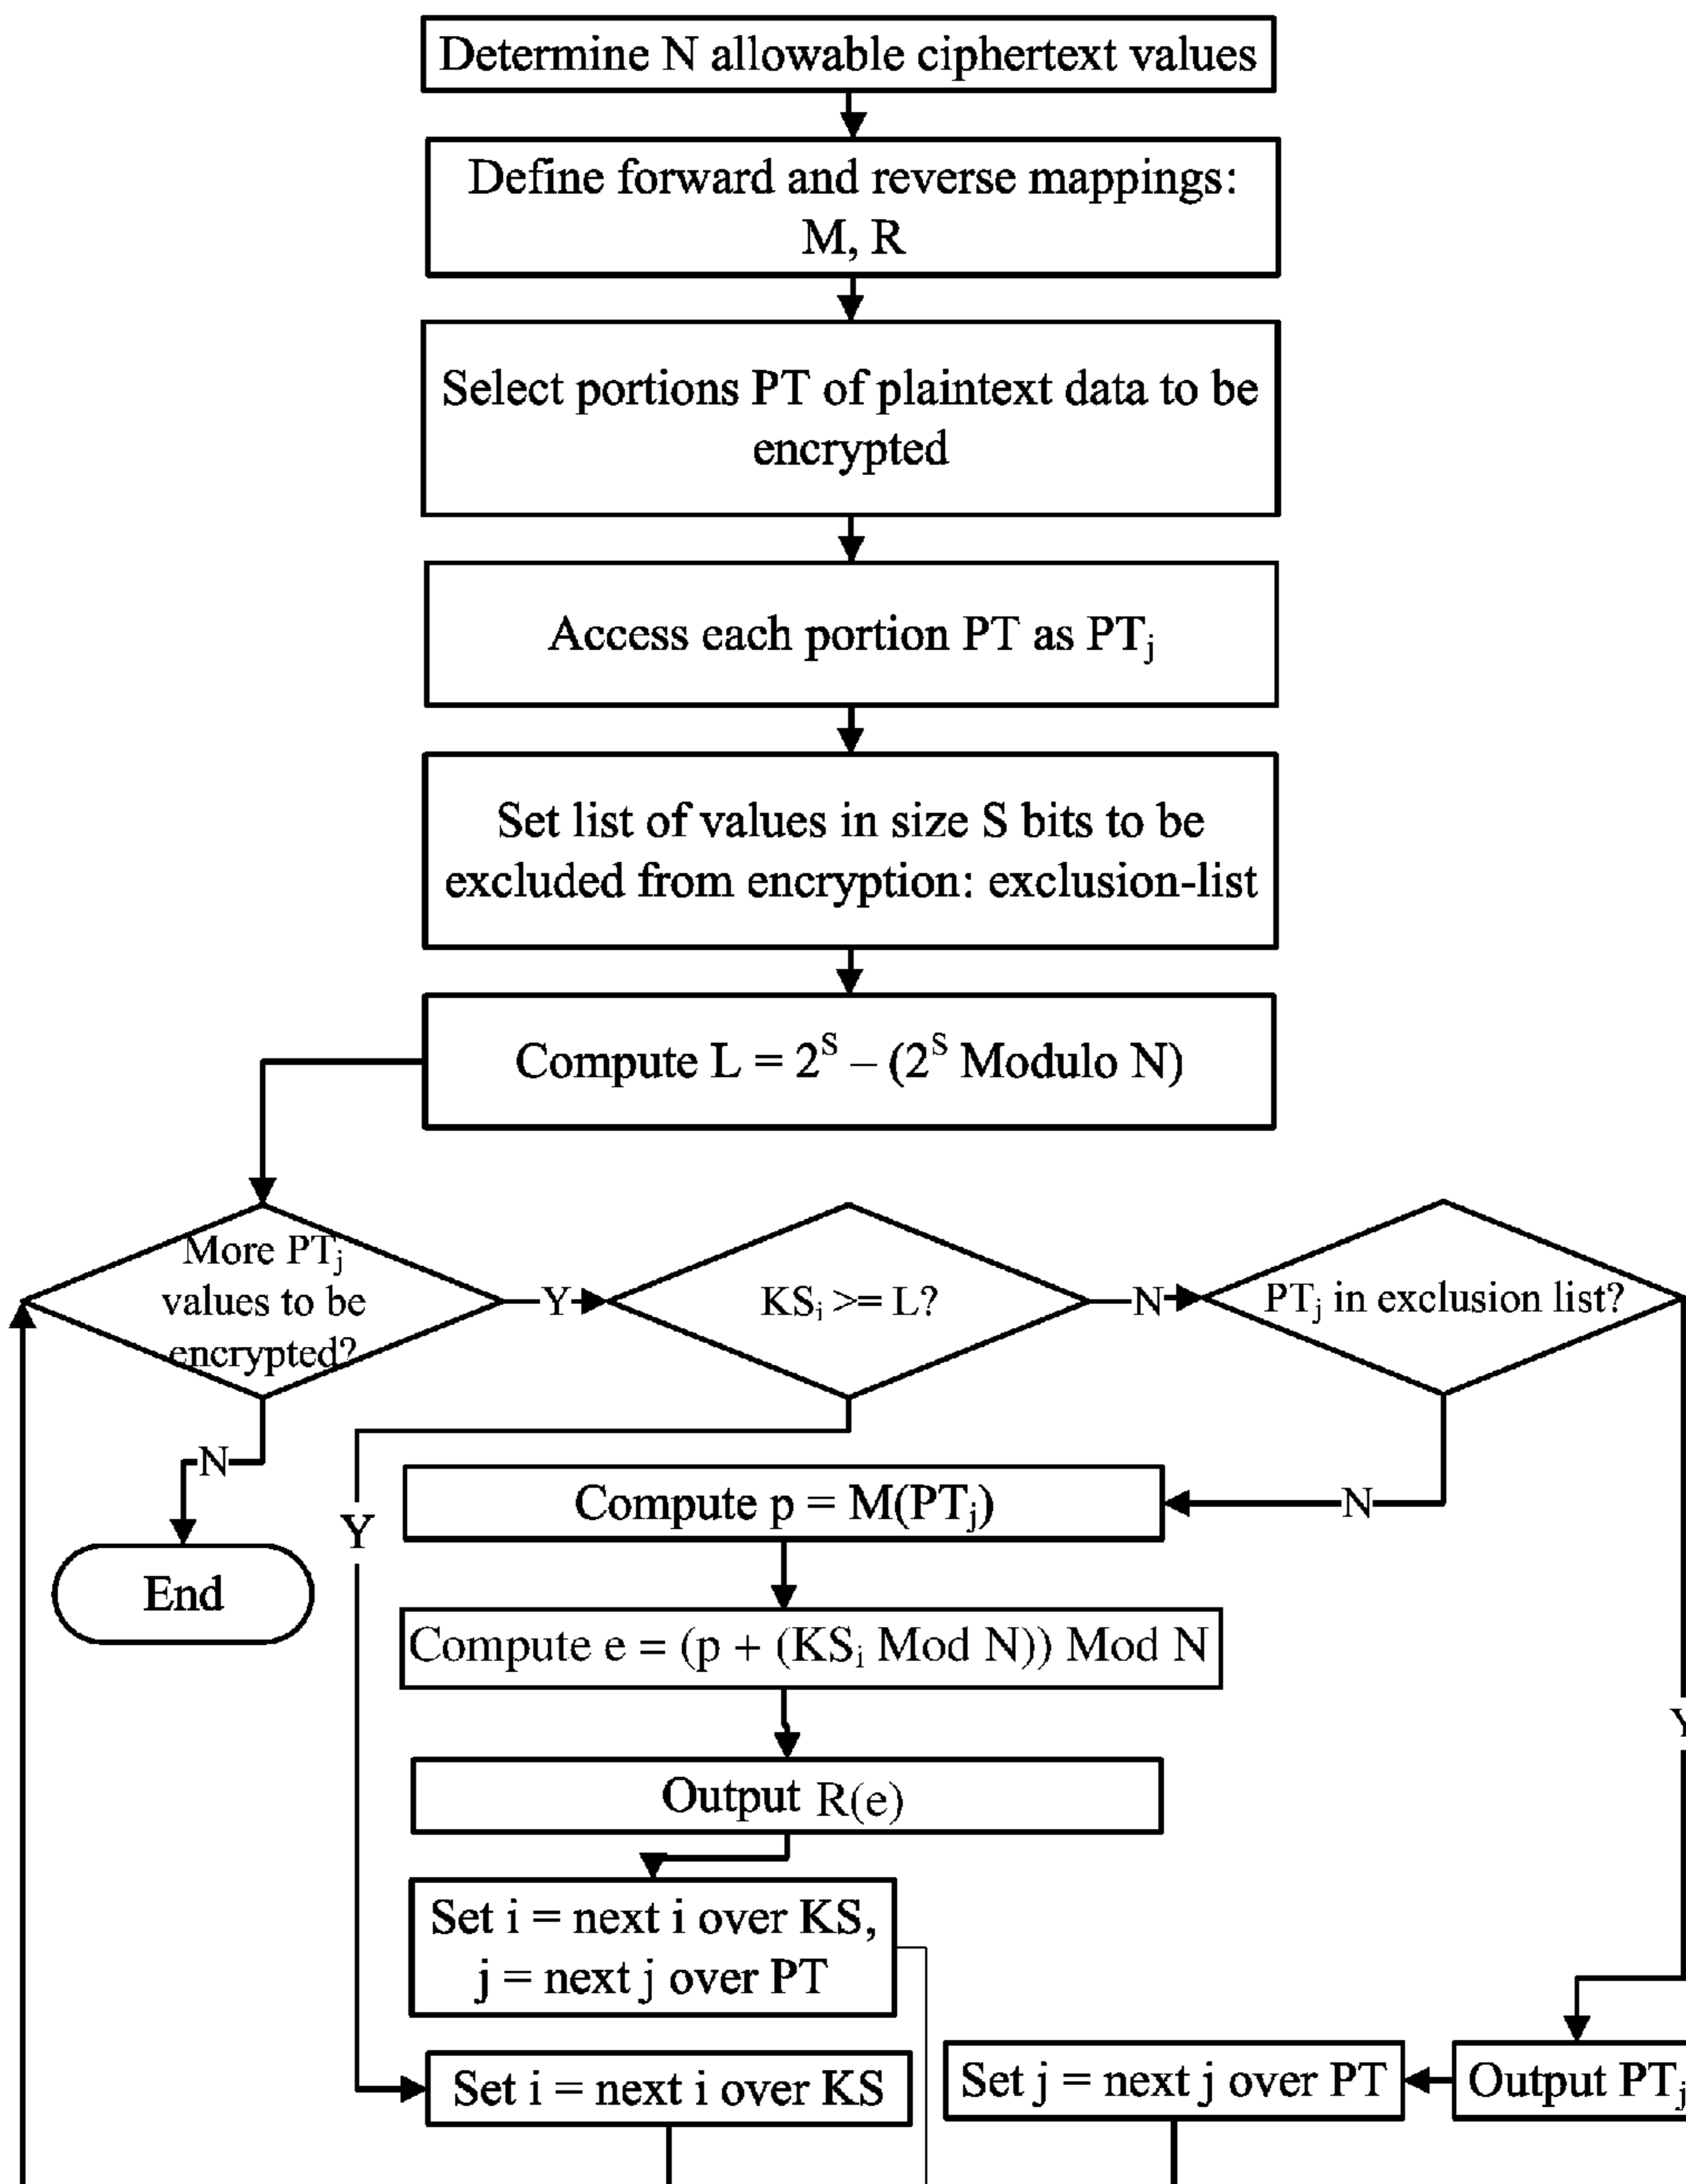 Determine N allowable ciphertext values
Define forward and reverse mappings:
M, R
Select portions PT of plaintext data to be
encrypted
Access each portion PT as PTj
Set list of values in size S bits to be
excluded from encryption: exclusion-list
Compute L = 2^S – (2^S Modulo N)
More PTj
values to be
encrypted?
Y
KSi >= L?
N
PTj in exclusion list?
N
End
Y
Compute p = M(PTj)
N
Compute e = (p + (KSi Mod N)) Mod N
Y
Output R(e)
Set i = next i over KS,
j = next j over PT
Set i = next i over KS
Set j = next j over PT
Output PTj